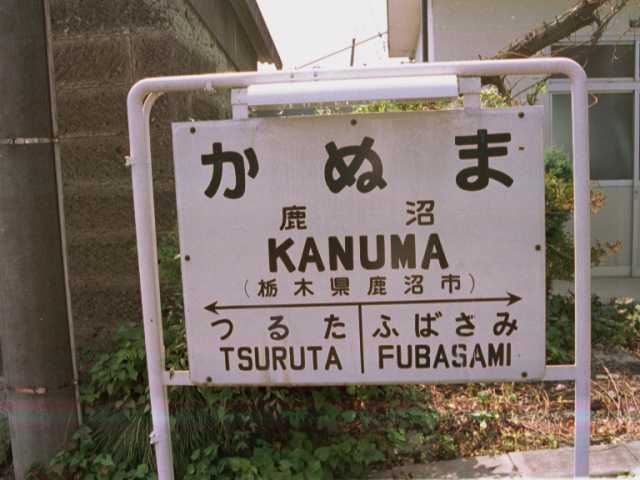 かぬま
鹿沼
KANUMA
(栃木県鹿沼市)
つるた ふばざみ
TSURUTA FUBASAMI